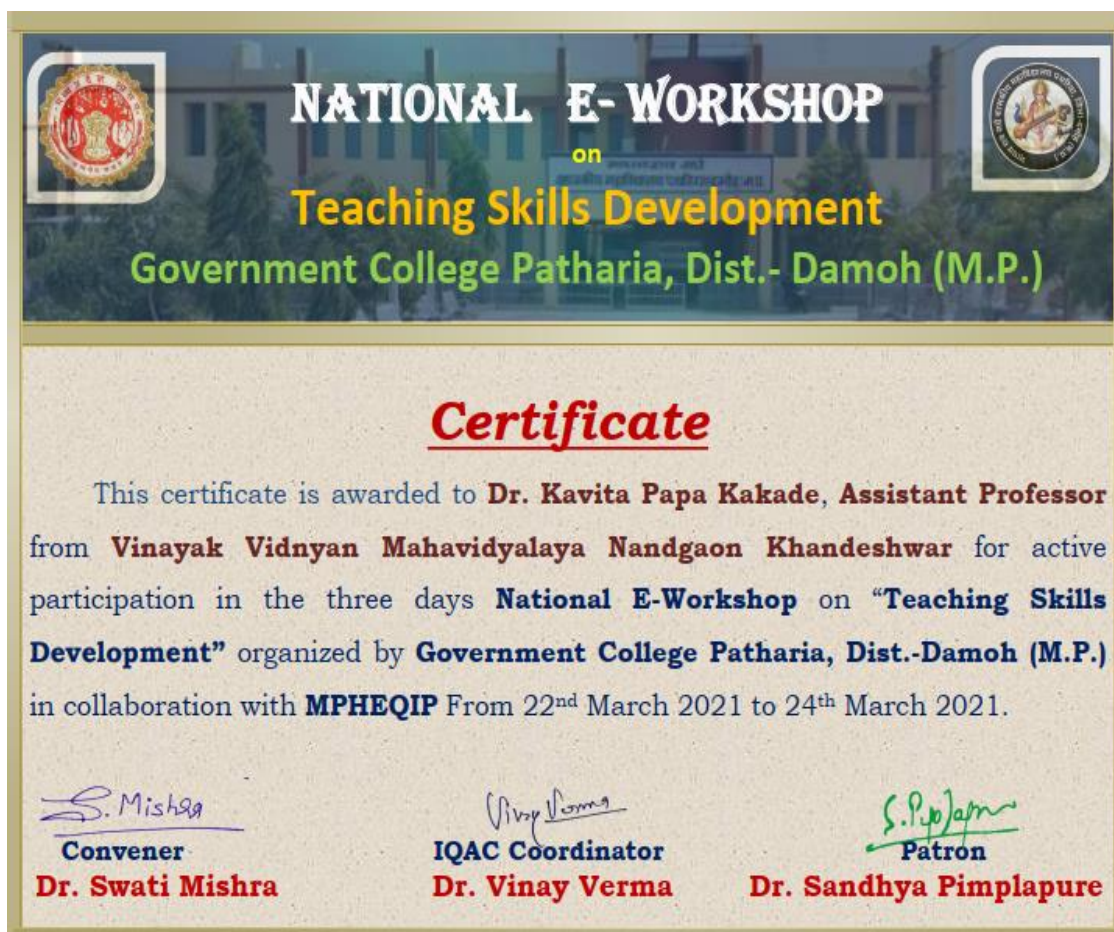 NATIONAL E- WORKSHOP
on
Teaching Skills Development
Government College Patharia, Dist.- Damoh (M.P.)
Certificate
This certificate is awarded to Dr. Kavita Papa Kakade, Assistant Professor
from Vinayak Vidnyan Mahavidyalaya Nandgaon Khandeshwar for active
participation in the three days National E-Workshop on “Teaching Skills
Development” organized by Government College Patharia, Dist.-Damoh (M.P.)
in collaboration with MPHEQIP From 22nd March 2021 to 24th March 2021.
S. Mishra
Vinay Verma
Convener
IQAC Coordinator
Patron
Dr. Swati Mishra
Dr. Vinay Verma
Dr. Sandhya Pimplapure